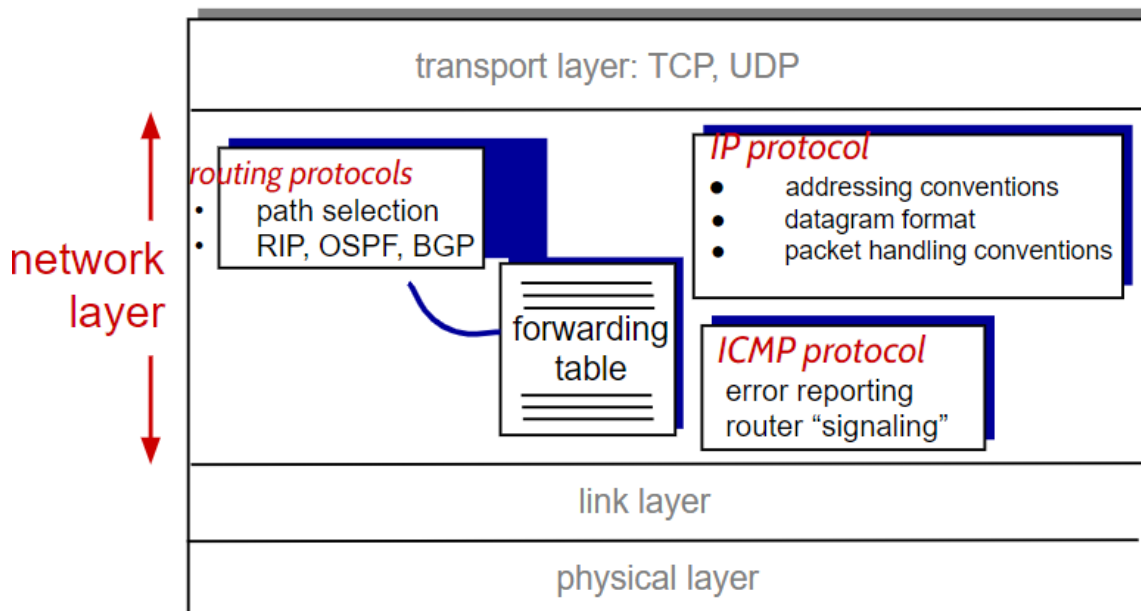 transport layer: TCP, UDP
network
layer
routing protocols
• path selection
• RIP, OSPF, BGP
forwarding
table
IP protocol
● addressing conventions
● datagram format
● packet handling conventions
ICMP protocol
error reporting
router “signaling”
link layer
physical layer